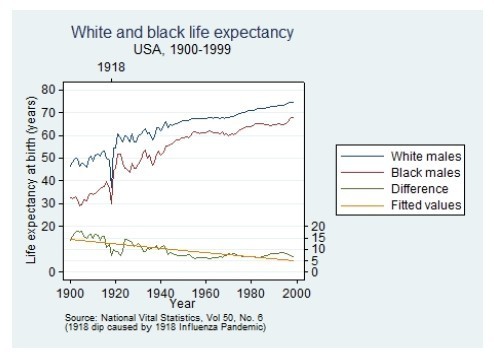 White and black life expectancy
USA, 1900-1999
1918
Life expectancy at birth (years)
80
70
60
50
40
30
20
0
20
15
10
5
0
1900 1920 1940 1960 1980 2000
Year
White males
Black males
Difference
Fitted values
Source: National Vital Statistics, Vol 50, No. 6
(1918 dip caused by 1918 Influenza Pandemic)